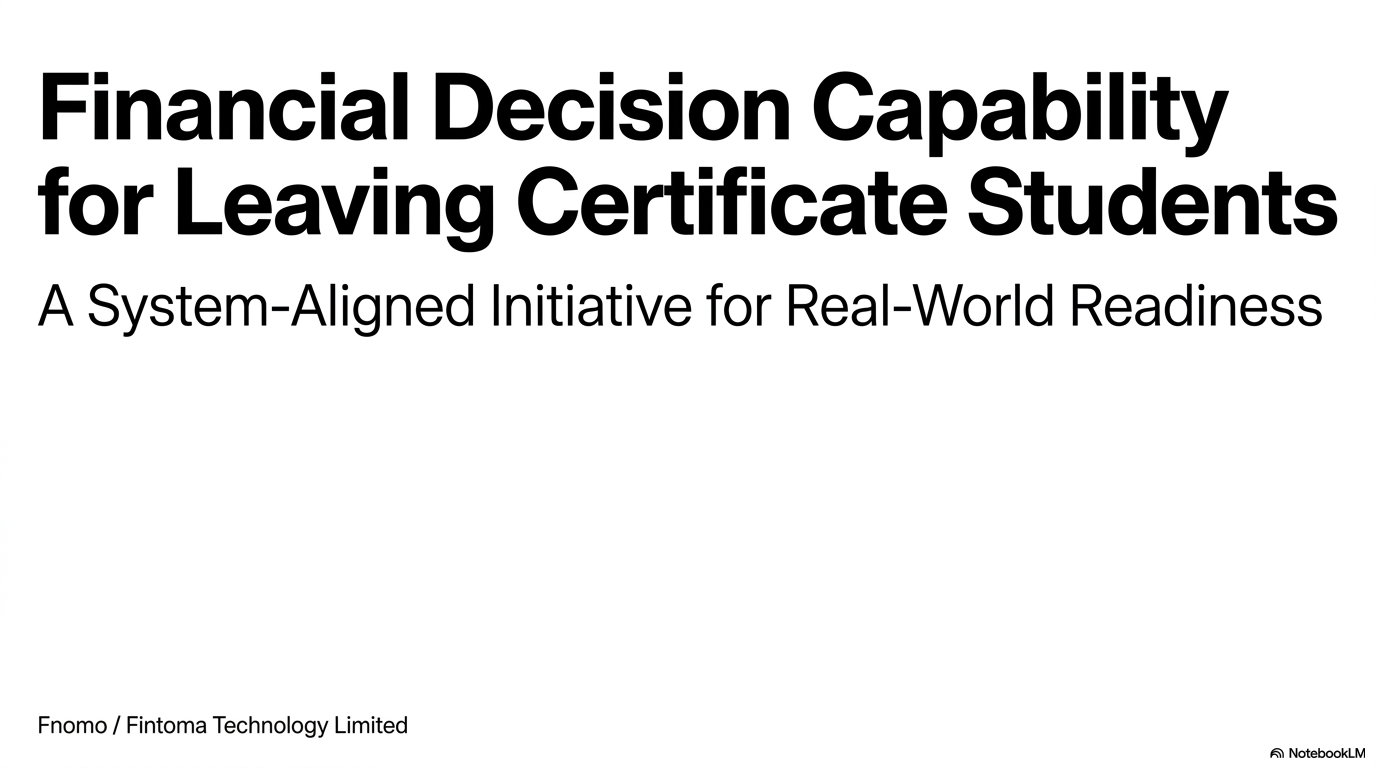 Financial Decision Capability
for Leaving Certificate Students
A System-Aligned Initiative for Real-World Readiness
Fnomo / Fintoma Technology Limited
NotebookLM